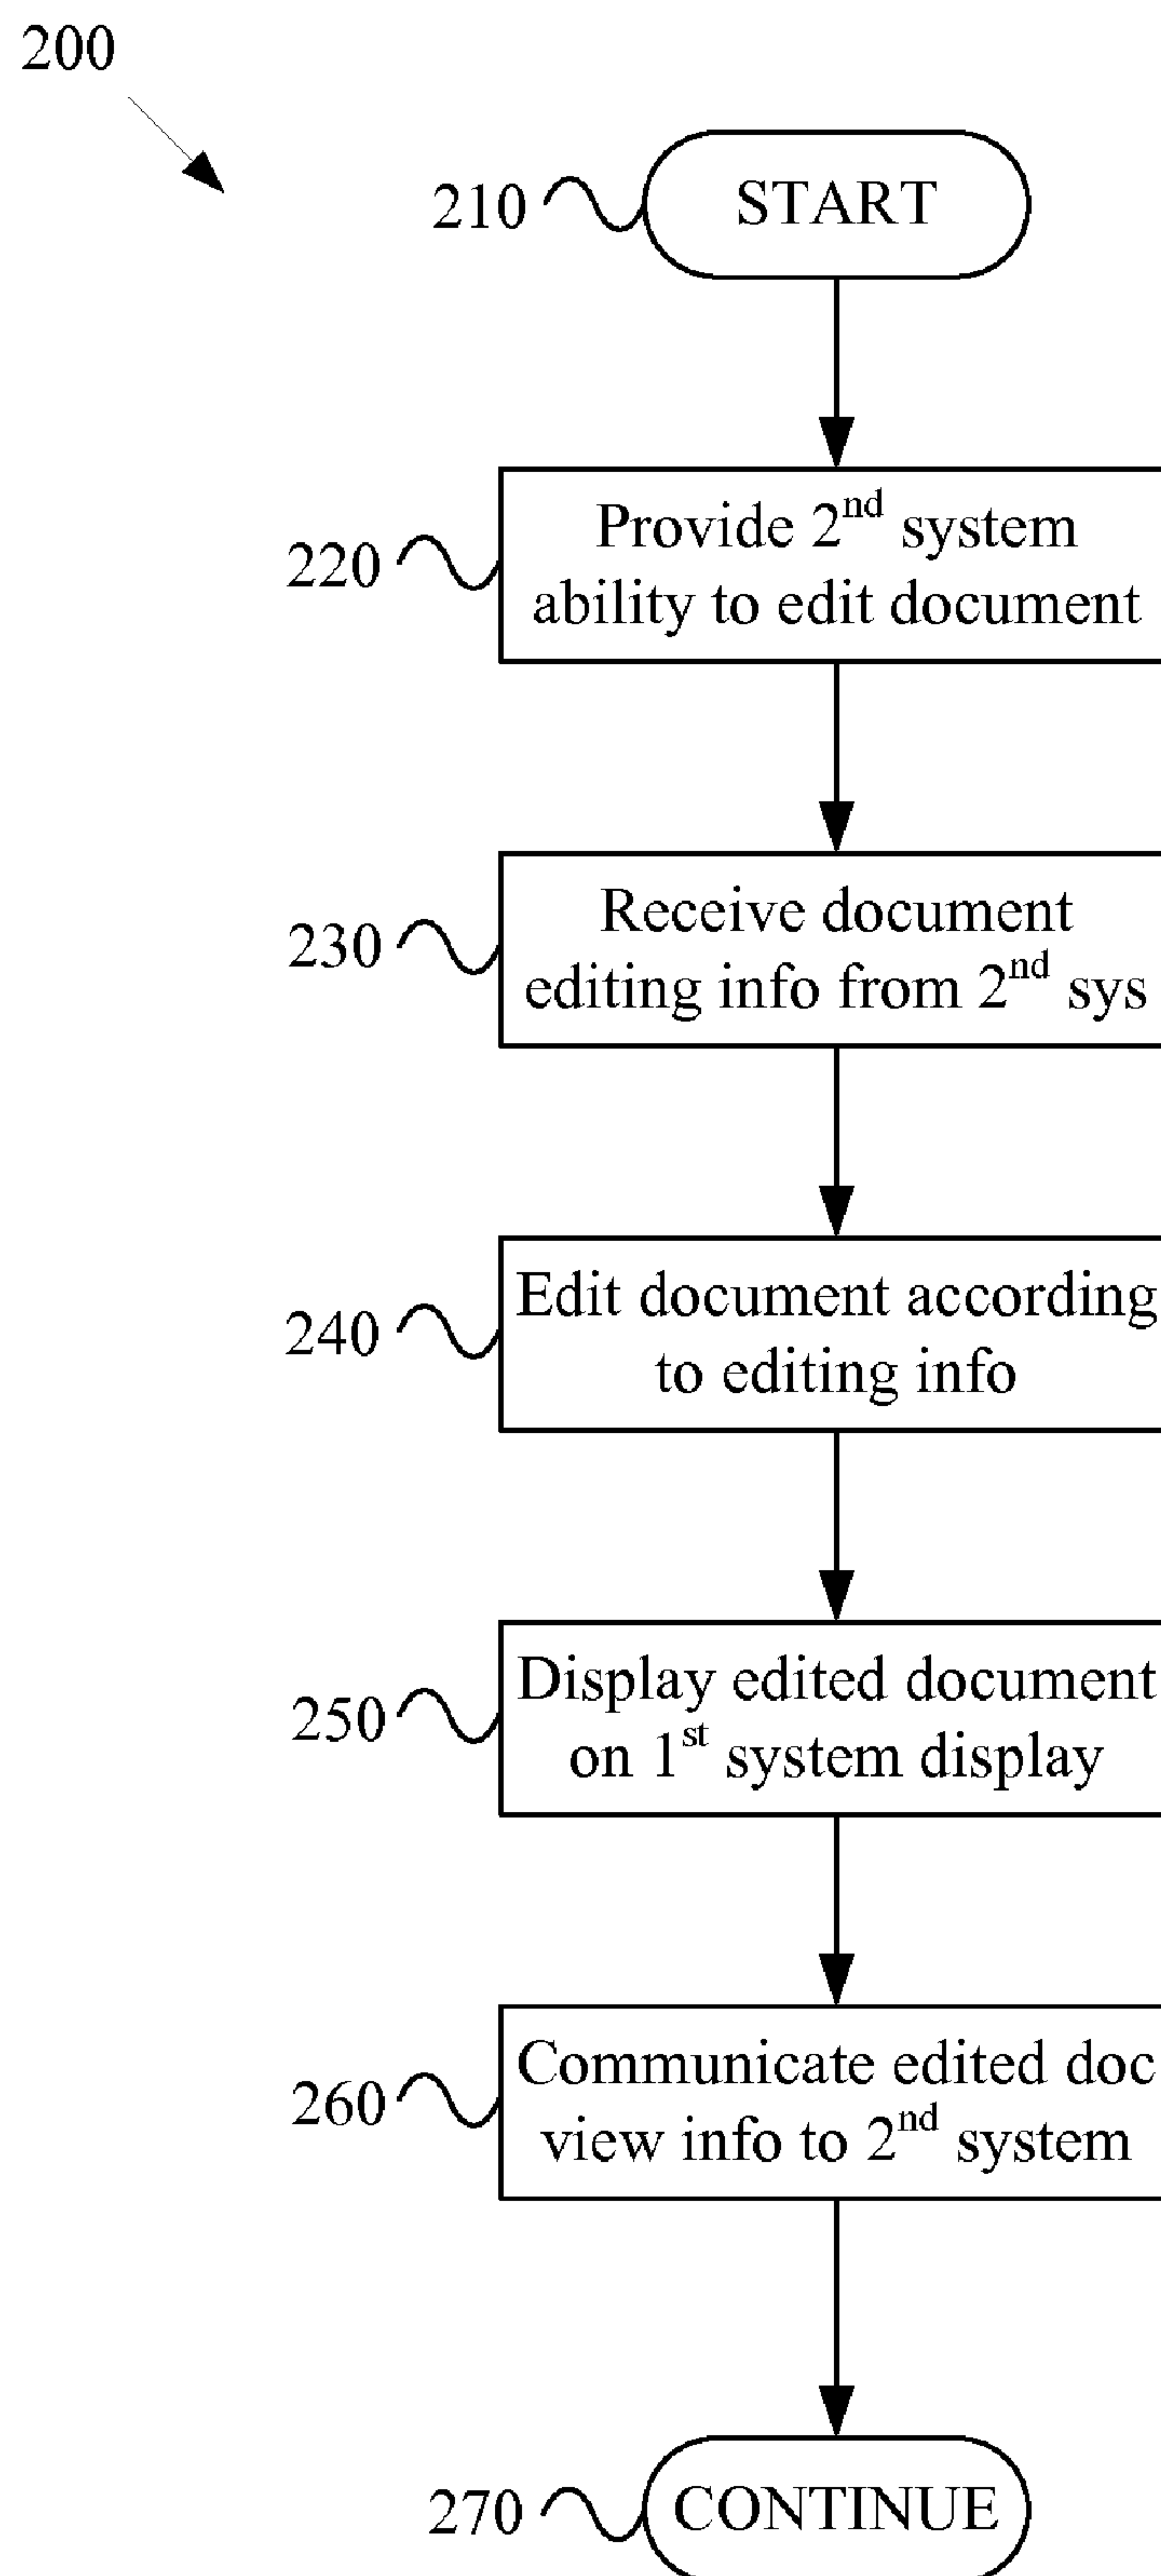 200
210 START
220 Provide 2nd system
ability to edit document
230 Receive document
editing info from 2nd sys
240 Edit document according
to editing info
250 Display edited document
on 1st system display
260 Communicate edited doc
view info to 2nd system
270 CONTINUE